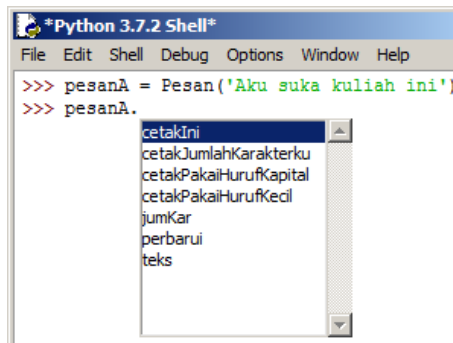 *Python 3.7.2 Shell*
File Edit Shell Debug Options Window Help
>>> pesanA = Pesan('Aku suka kuliah ini')
>>> pesanA.
cetakIni
cetakJumlahKarakterku
cetakPakaiHurufKapital
cetakPakaiHurufKecil
jumKar
perbarui
teks